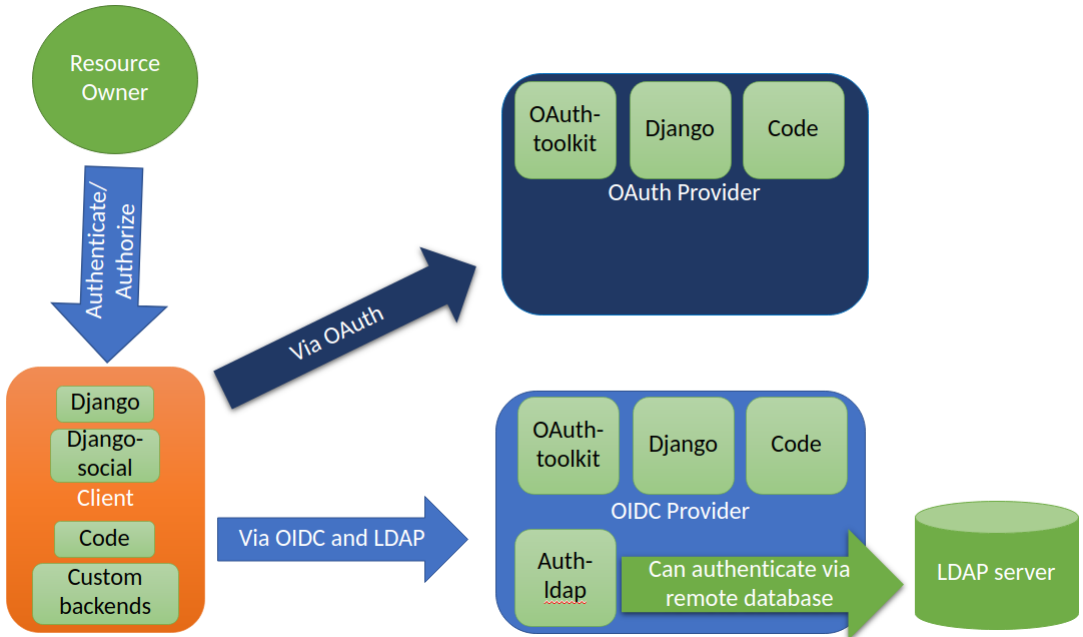 Resource
Owner
Authenticate/
Authorize
Django
Django-
social
Client
Code
Custom
backends
Via OAuth
Via OIDC and LDAP
OAuth-
toolkit
Django
Code
OAuth Provider
OAuth-
toolkit
Django
Code
OIDC Provider
Auth-
ldap
Can authenticate via
remote database
LDAP server